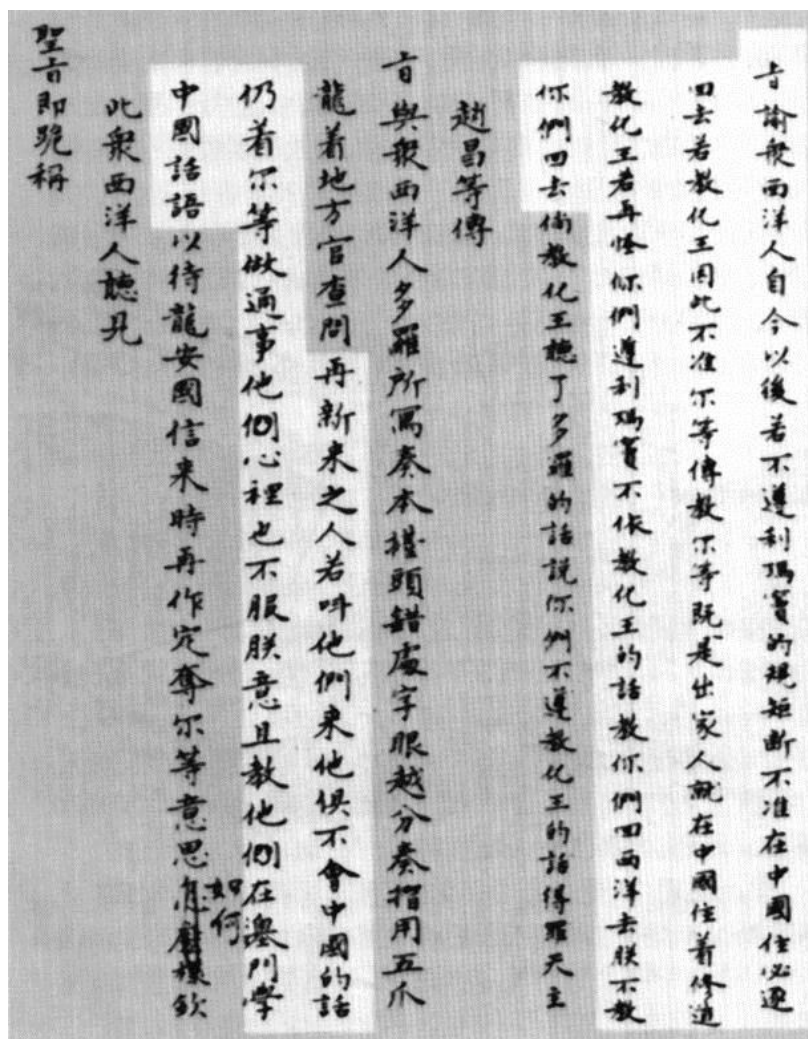 旨諭眾西洋人自今以後若不遵利瑪竇的規矩斷不准在中國住必逐
回去若教化王因此不准尔等傳教尔等既是出家人就在中國住着修道
教化王若再怪你們遵利瑪竇不依教化王的話教你們回西洋去朕不教
你們回去倘教化王聽了多羅的話說你們不遵教化王的話得罪天主
趙昌等傳
旨與眾西洋人多羅所寫奏本擡頭錯處字眼越分奏摺用五爪
龍着地方官查問再新來之人若叫他們來他俱不會中國的話
仍着尔等做通事他們心裡也不服朕意且教他們在澳門學
中國話語以待龍安國信來時再作定奪尔等意思如何欽
此眾西洋人聽見
聖旨即跪稱